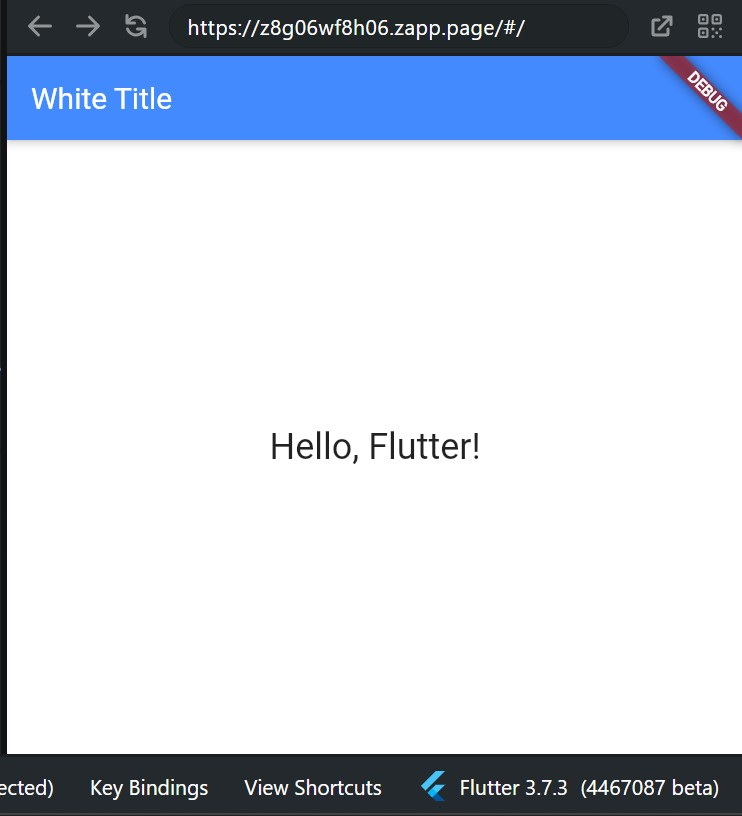 https://z8g06wf8h06.zapp.page/#/
White Title
DEBUG
Hello, Flutter!
ected) Key Bindings View Shortcuts Flutter 3.7.3 (4467087 beta)